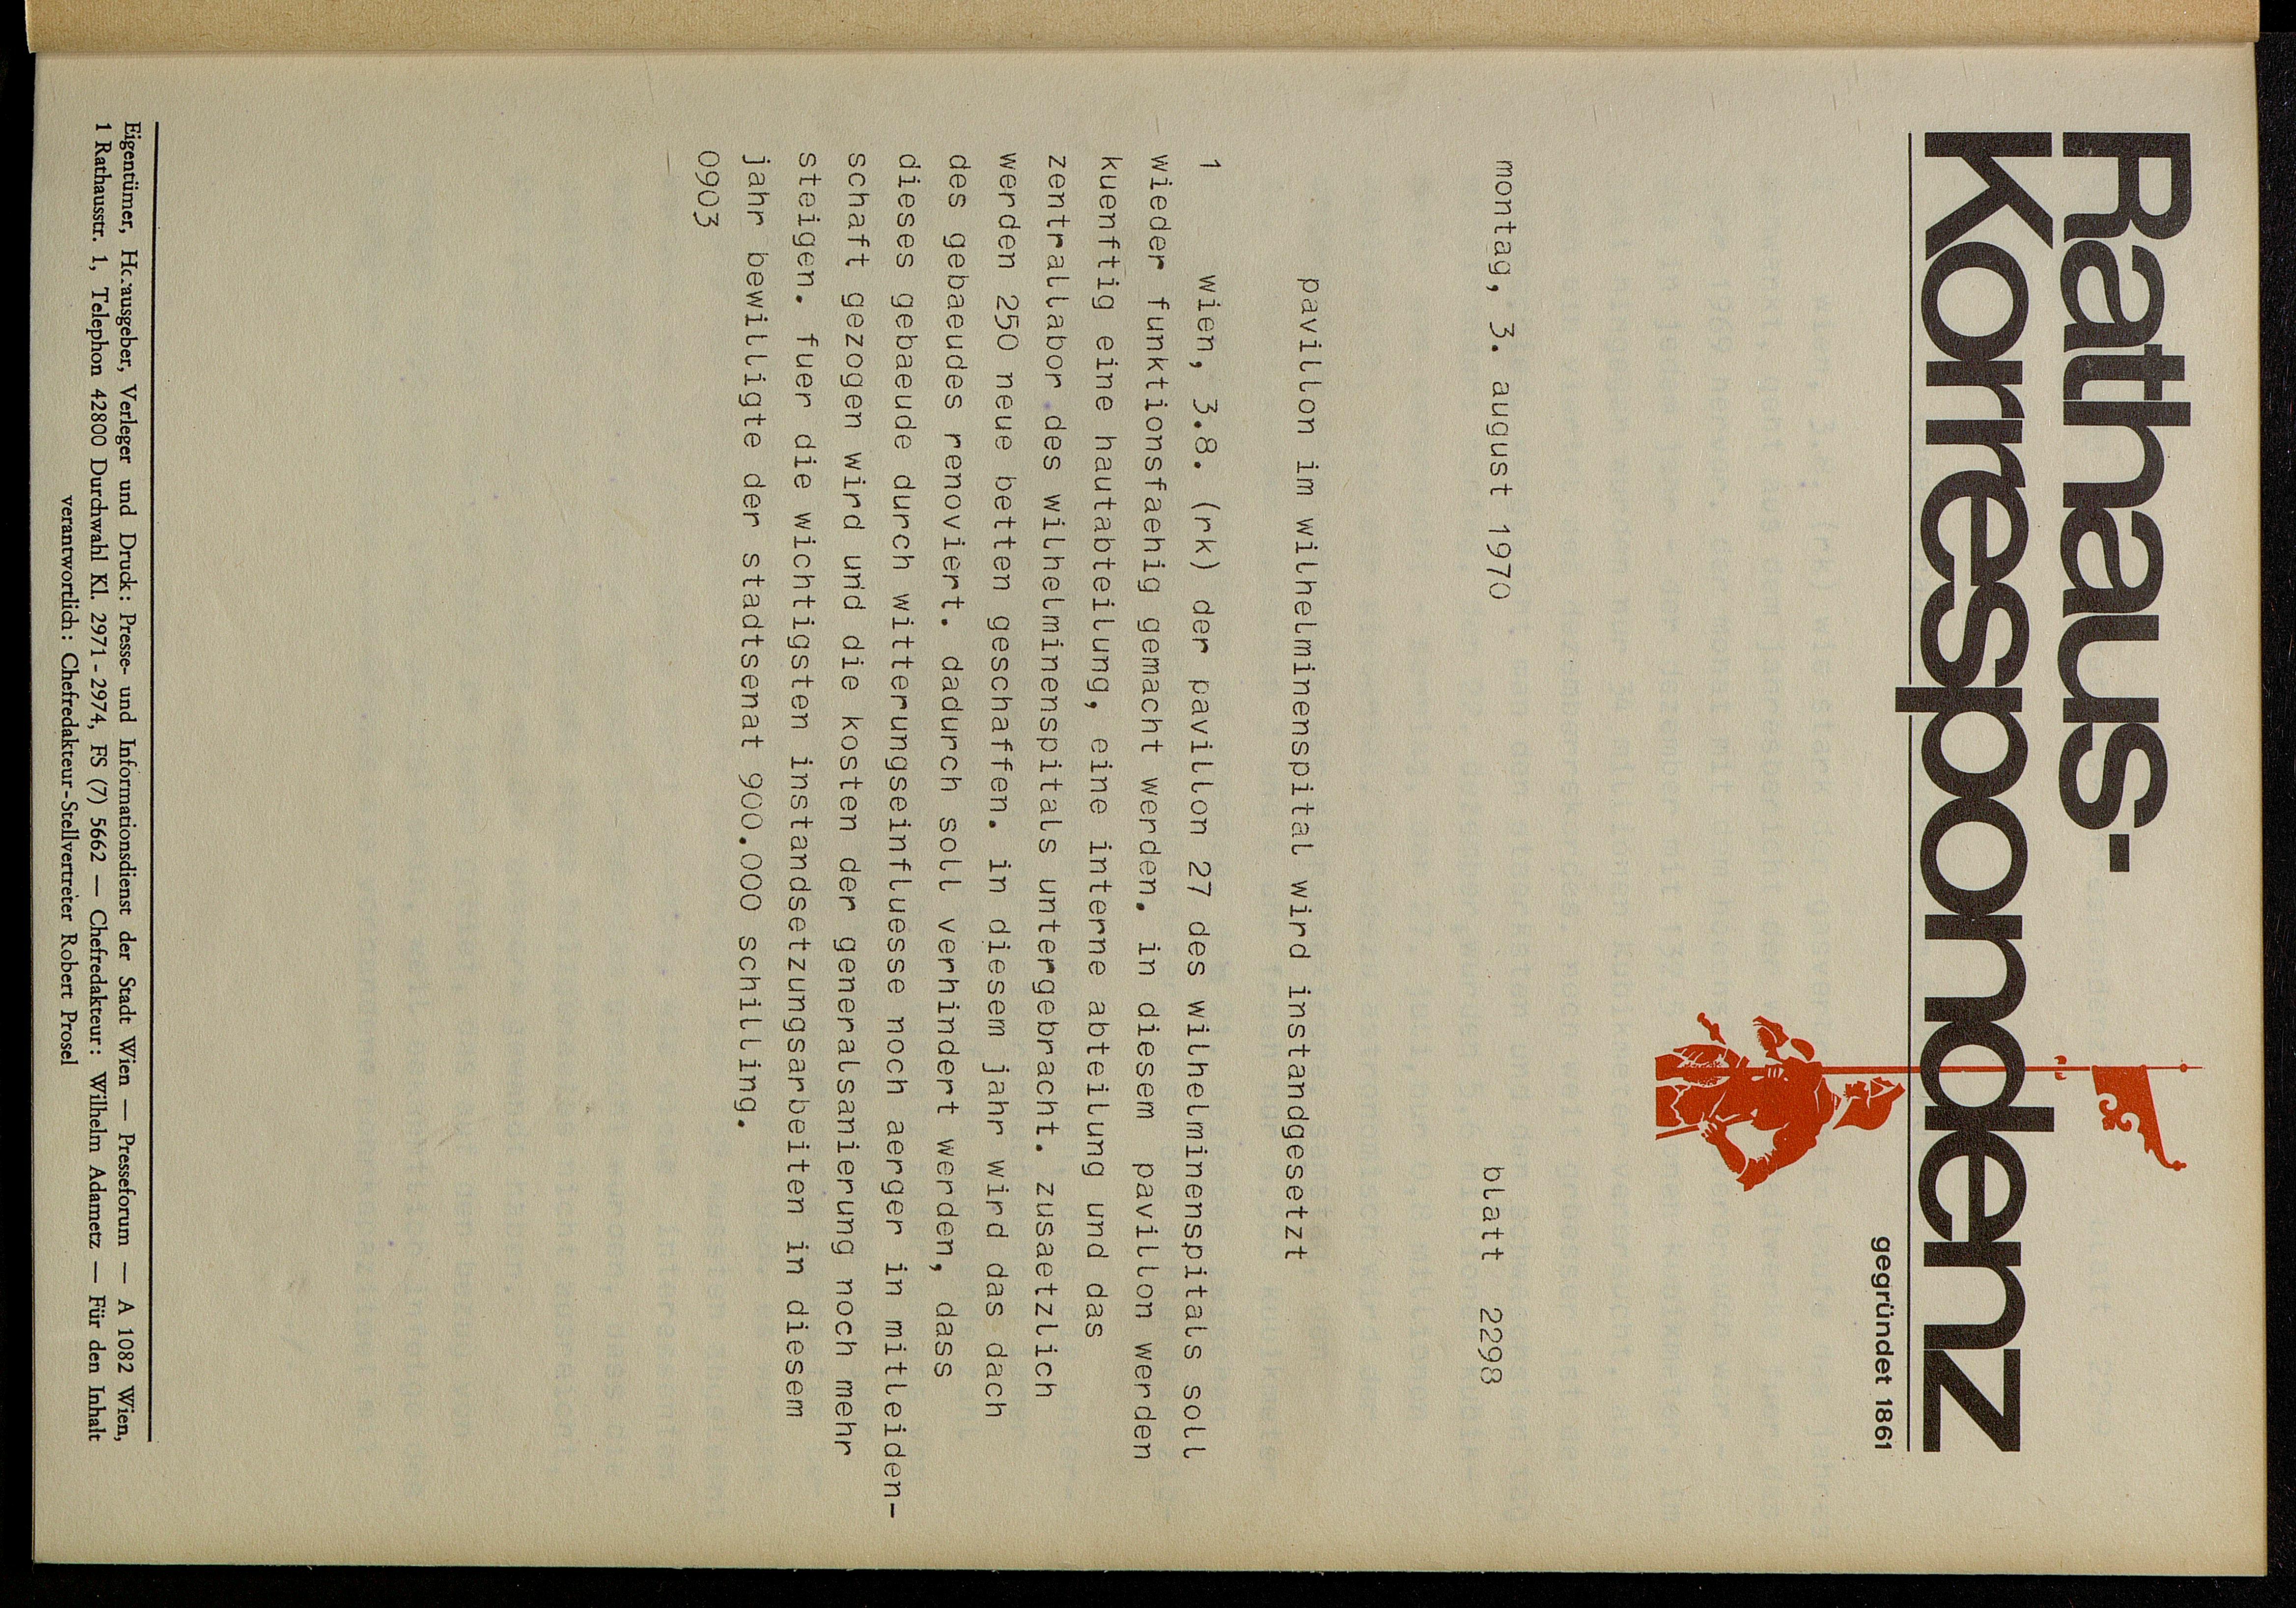 Rathaus-
Korrespondenz
gegründet 1861
montag, 3. august 1970 blatt 2298
pavillon im wilhelminenspital wird instandgesetzt
1 wien, 3.8. (rk) der pavillon 27 des wilhelminenspitals soll
wieder funktionsfaehig gemacht werden. in diesem pavillon werden
kuenftig eine hautabteilung, eine interne abteilung und das
zentrallabor des wilhelminenspitals untergebracht. zusaetzlich
werden 250 neue betten geschaffen. in diesem jahr wird das dach
des gebaeudes renoviert. dadurch soll verhindert werden, dass
dieses gebaeude durch witterungseinfluesse noch aerger in mitleiden-
schaft gezogen wird und die kosten der generalsanierung noch mehr
steigen. fuer die wichtigsten instandsetzungsarbeiten in diesem
jahr bewilligte der stadtsenat 900.000 schilling.
0903
Eigentümer, Herausgeber, Verleger und Druck: Presse- und Informationsdienst der Stadt Wien — Presseforum — A 1082 Wien,
1 Rathausstr. 1, Telephon 42800 Durchwahl Kl. 2971-2974, FS (7) 5662 — Chefredakteur: Wilhelm Adametz — Für den Inhalt
verantwortlich: Chefredakteur-Stellvertreter Robert Prosel